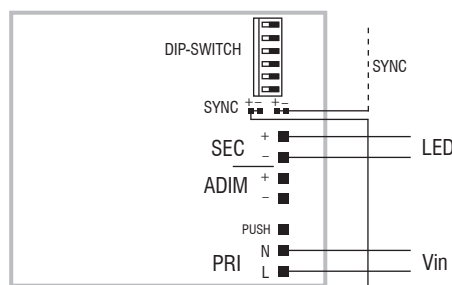 DIP-SWITCH
SYNC
SYNC + − + −
SEC + −
LED
ADIM + −
PUSH
PRI N L
Vin